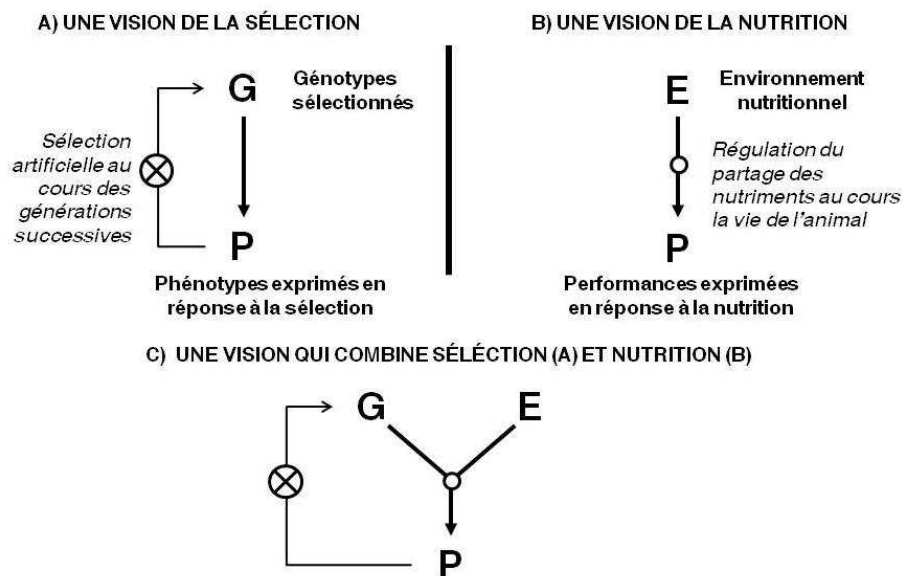 A) UNE VISION DE LA SÉLECTION
G
Génotypes
sélectionnés
Sélection
artificielle au
cours des
générations
successives
P
Phénotypes exprimés en
réponse à la sélection
B) UNE VISION DE LA NUTRITION
E
Environnement
nutritionnel
Régulation du
partage des
nutriments au cours
la vie de l'animal
P
Performances exprimées
en réponse à la nutrition
C) UNE VISION QUI COMBINE SÉLÉCTION (A) ET NUTRITION (B)
G E
P